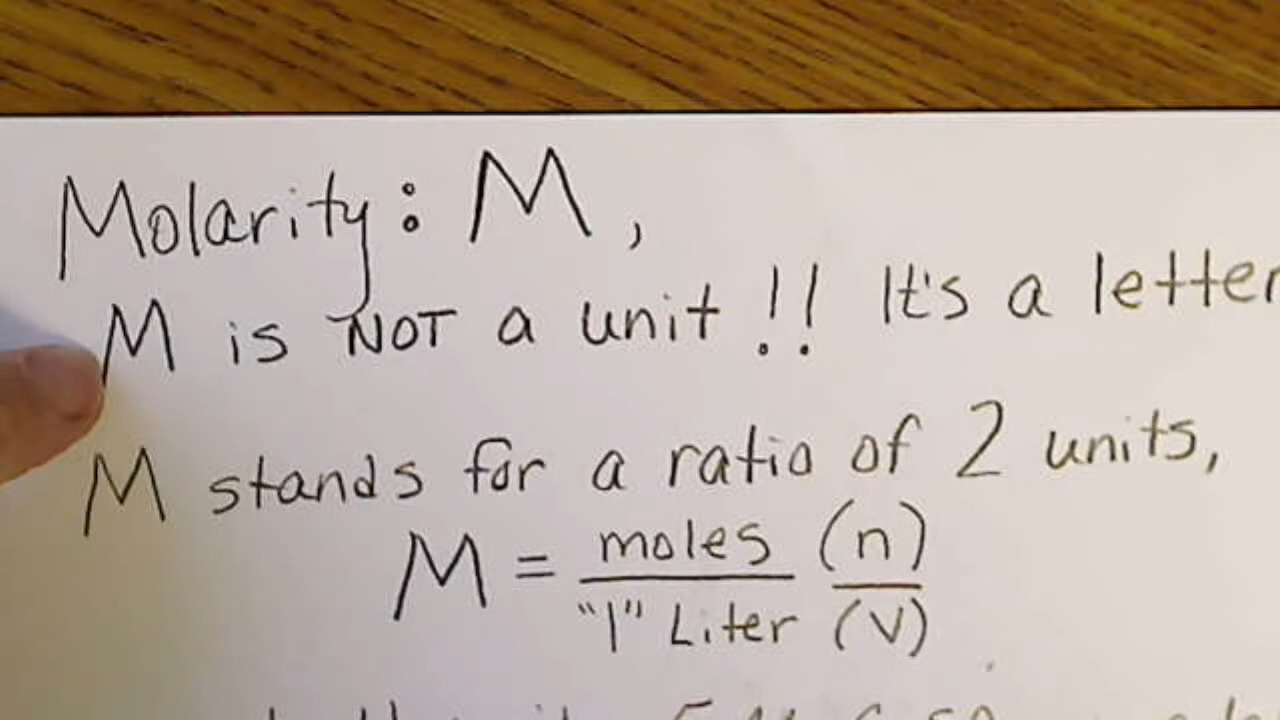 Molarity: M,
M is NOT a unit!! It's a letter
M stands for a ratio of 2 units,
M = moles (n)
"1" Liter (V)